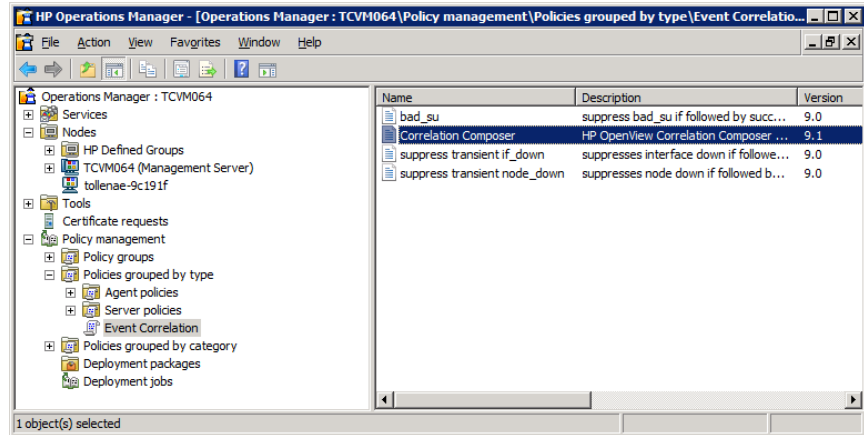 HP Operations Manager - [Operations Manager : TCVM064\Policy management\Policies grouped by type\Event Correlatio...
File Action View Favorites Window Help
Operations Manager : TCVM064
Services
Nodes
HP Defined Groups
TCVM064 (Management Server)
tollenae-9c191f
Tools
Certificate requests
Policy management
Policy groups
Policies grouped by type
Agent policies
Server policies
Event Correlation
Policies grouped by category
Deployment packages
Deployment jobs
Name Description Version
bad_su suppress bad_su if followed by succ... 9.0
Correlation Composer HP OpenView Correlation Composer ... 9.1
suppress transient if_down suppresses interface down if followe... 9.0
suppress transient node_down suppresses node down if followed b... 9.0
1 object(s) selected